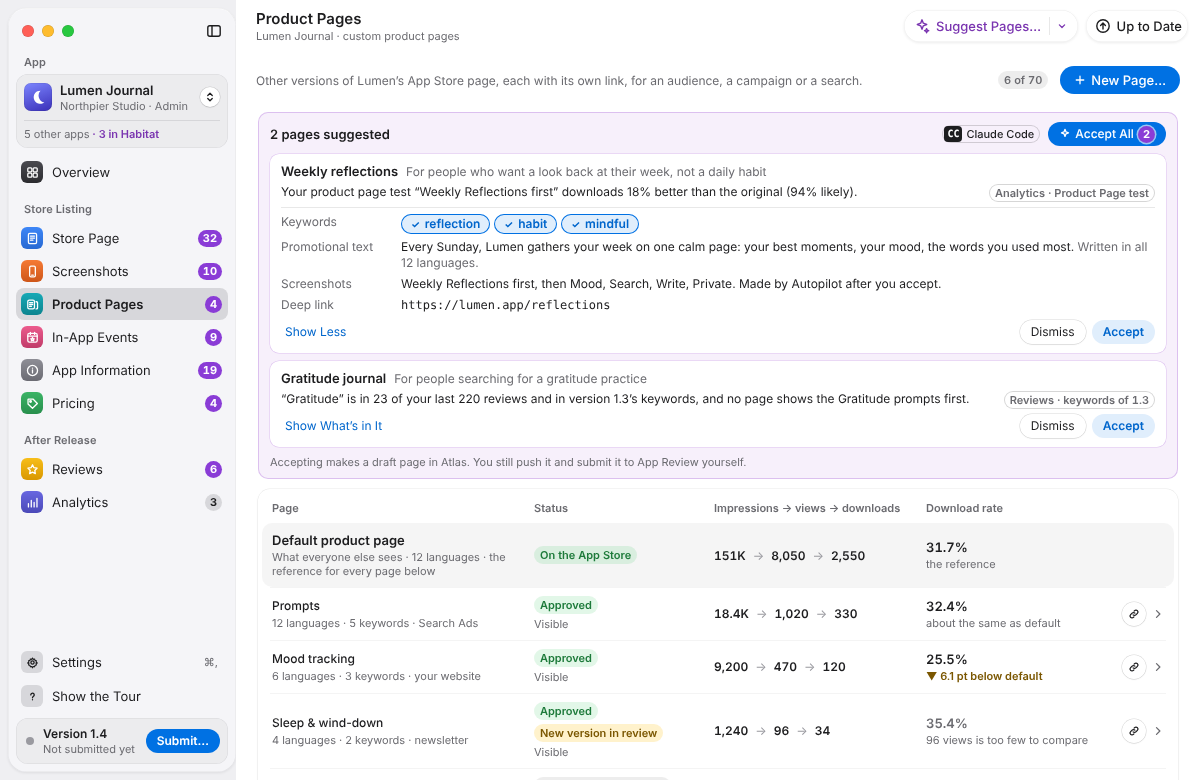 App
Lumen Journal
Northpier Studio · Admin
5 other apps · 3 in Habitat
Overview
Store Listing
Store Page 32
Screenshots 10
Product Pages 4
In-App Events 9
App Information 19
Pricing 4
After Release
Reviews 6
Analytics 3
Settings ⌘,
? Show the Tour
Version 1.4
Not submitted yet
Submit...
Product Pages
Lumen Journal · custom product pages
Suggest Pages...
Up to Date
Other versions of Lumen’s App Store page, each with its own link, for an audience, a campaign or a search.
6 of 70
+ New Page...
2 pages suggested
CC Claude Code
Accept All 2
Weekly reflections For people who want a look back at their week, not a daily habit
Your product page test “Weekly Reflections first” downloads 18% better than the original (94% likely).
Analytics · Product Page test
Keywords ✓ reflection ✓ habit ✓ mindful
Promotional text Every Sunday, Lumen gathers your week on one calm page: your best moments, your mood, the words you used most. Written in all
12 languages.
Screenshots Weekly Reflections first, then Mood, Search, Write, Private. Made by Autopilot after you accept.
Deep link https://lumen.app/reflections
Show Less
Dismiss
Accept
Gratitude journal For people searching for a gratitude practice
“Gratitude” is in 23 of your last 220 reviews and in version 1.3’s keywords, and no page shows the Gratitude prompts first.
Reviews · keywords of 1.3
Show What’s in It
Dismiss
Accept
Accepting makes a draft page in Atlas. You still push it and submit it to App Review yourself.
Page Status Impressions → views → downloads Download rate
Default product page
What everyone else sees · 12 languages · the
reference for every page below
On the App Store
151K → 8,050 → 2,550
31.7%
the reference
Prompts
12 languages · 5 keywords · Search Ads
Approved
Visible
18.4K → 1,020 → 330
32.4%
about the same as default
Mood tracking
6 languages · 3 keywords · your website
Approved
Visible
9,200 → 470 → 120
25.5%
▼ 6.1 pt below default
Sleep & wind-down
4 languages · 2 keywords · newsletter
Approved
New version in review
Visible
1,240 → 96 → 34
35.4%
96 views is too few to compare